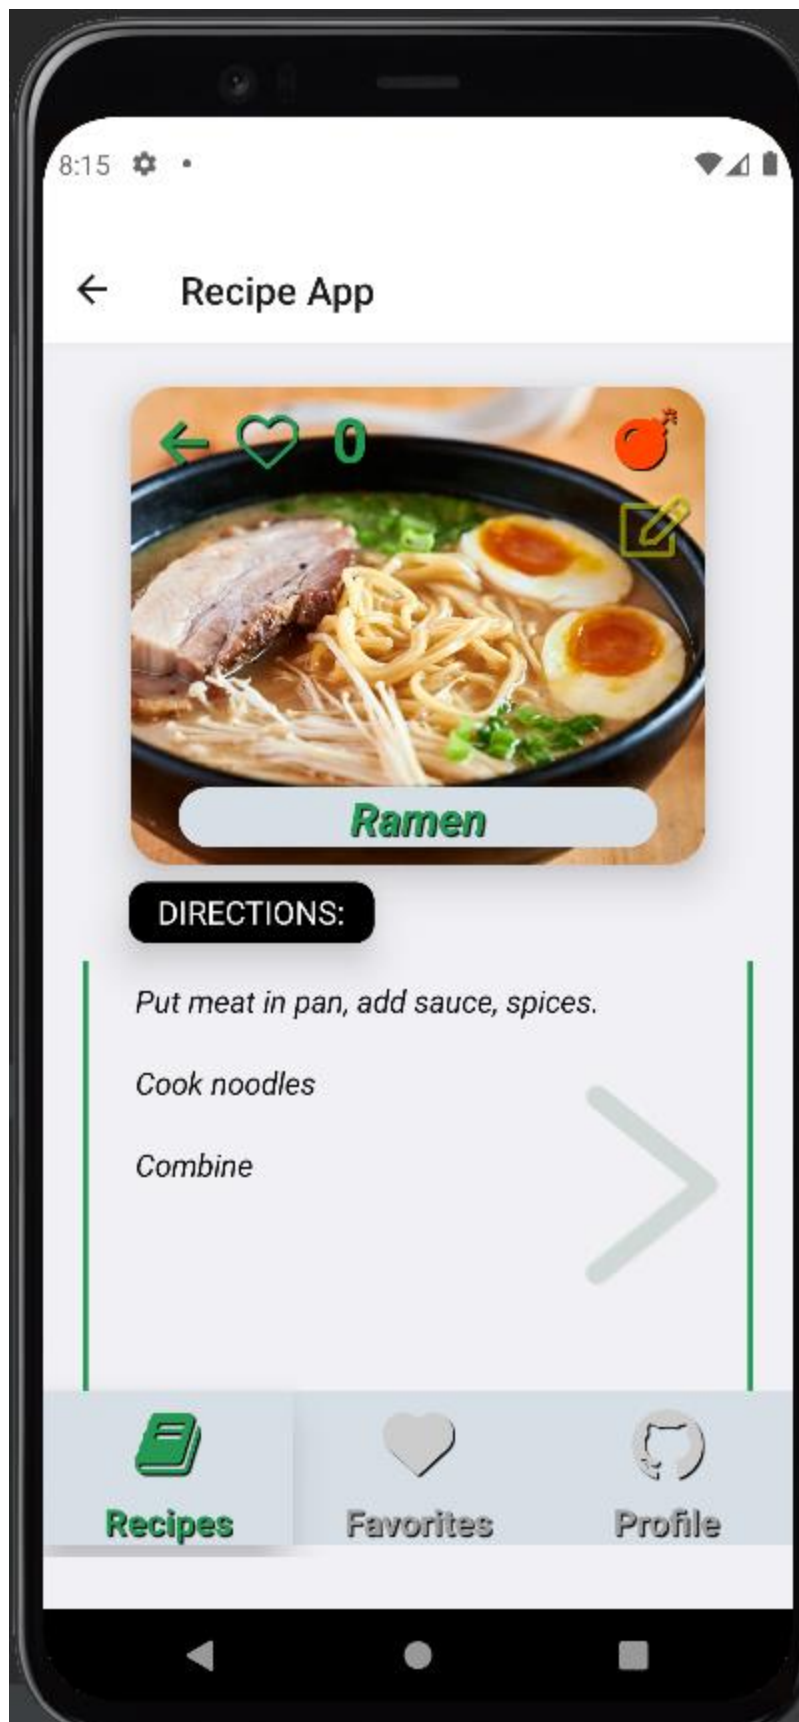 8:15
Recipe App
0
Ramen
DIRECTIONS:
Put meat in pan, add sauce, spices.
Cook noodles
Combine
Recipes
Favorites
Profile